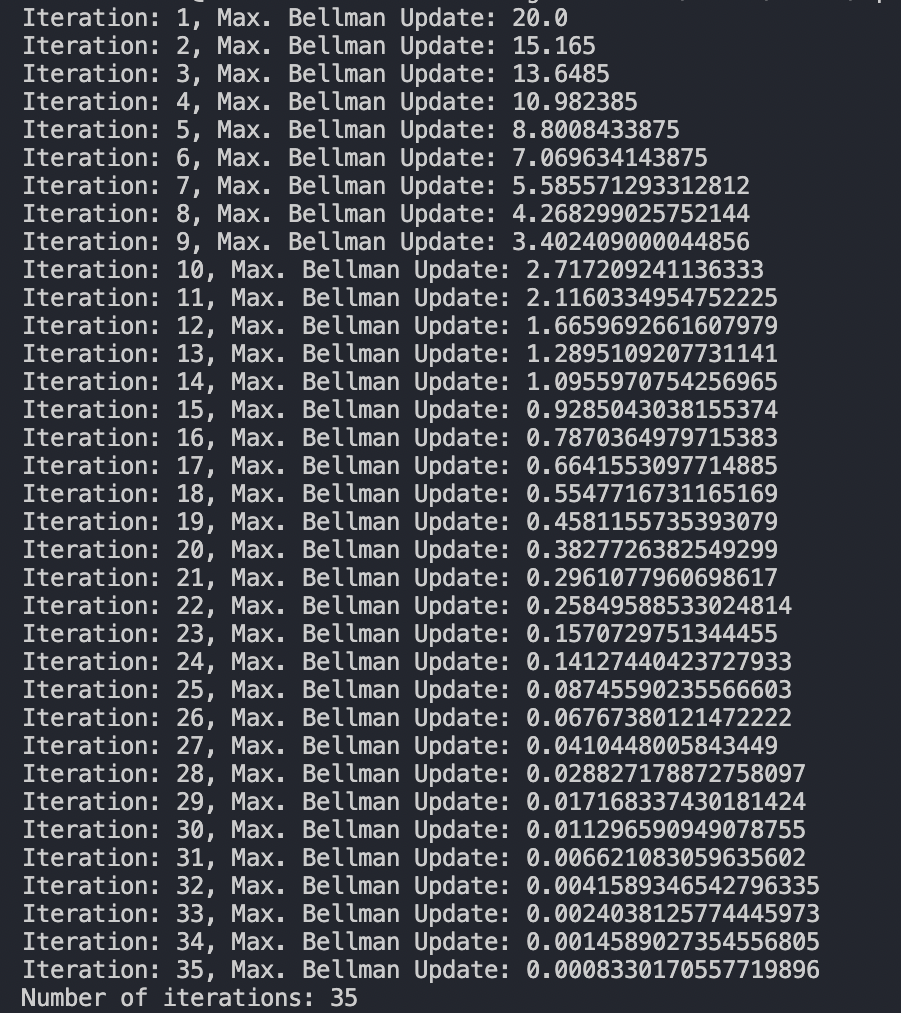 Iteration: 1, Max. Bellman Update: 20.0
Iteration: 2, Max. Bellman Update: 15.165
Iteration: 3, Max. Bellman Update: 13.6485
Iteration: 4, Max. Bellman Update: 10.982385
Iteration: 5, Max. Bellman Update: 8.8008433875
Iteration: 6, Max. Bellman Update: 7.069634143875
Iteration: 7, Max. Bellman Update: 5.585571293312812
Iteration: 8, Max. Bellman Update: 4.268299025752144
Iteration: 9, Max. Bellman Update: 3.402409000044856
Iteration: 10, Max. Bellman Update: 2.717209241136333
Iteration: 11, Max. Bellman Update: 2.1160334954752225
Iteration: 12, Max. Bellman Update: 1.6659692661607979
Iteration: 13, Max. Bellman Update: 1.2895109207731141
Iteration: 14, Max. Bellman Update: 1.0955970754256965
Iteration: 15, Max. Bellman Update: 0.9285043038155374
Iteration: 16, Max. Bellman Update: 0.7870364979715383
Iteration: 17, Max. Bellman Update: 0.6641553097714885
Iteration: 18, Max. Bellman Update: 0.5547716731165169
Iteration: 19, Max. Bellman Update: 0.4581155735393079
Iteration: 20, Max. Bellman Update: 0.3827726382549299
Iteration: 21, Max. Bellman Update: 0.2961077960698617
Iteration: 22, Max. Bellman Update: 0.25849588533024814
Iteration: 23, Max. Bellman Update: 0.1570729751344455
Iteration: 24, Max. Bellman Update: 0.14127440423727933
Iteration: 25, Max. Bellman Update: 0.08745590235566603
Iteration: 26, Max. Bellman Update: 0.06767380121472222
Iteration: 27, Max. Bellman Update: 0.0410448005843449
Iteration: 28, Max. Bellman Update: 0.028827178872758097
Iteration: 29, Max. Bellman Update: 0.017168337430181424
Iteration: 30, Max. Bellman Update: 0.011296590949078755
Iteration: 31, Max. Bellman Update: 0.006621083059635602
Iteration: 32, Max. Bellman Update: 0.0041589346542796335
Iteration: 33, Max. Bellman Update: 0.0024038125774445973
Iteration: 34, Max. Bellman Update: 0.0014589027354556805
Iteration: 35, Max. Bellman Update: 0.0008330170557719896
Number of iterations: 35